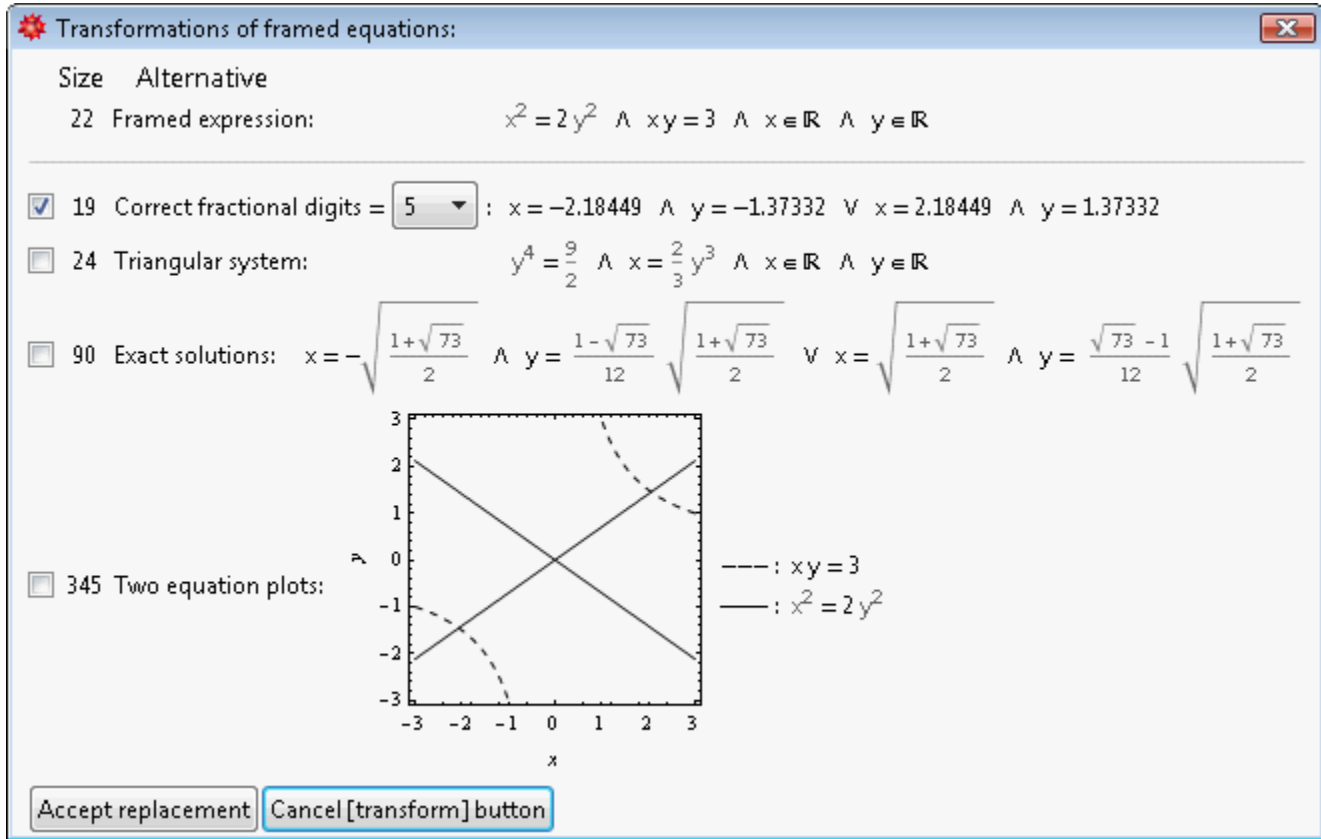 Transformations of framed equations:
Size Alternative
22 Framed expression: x² = 2 y² ∧ x y = 3 ∧ x ∈ ℝ ∧ y ∈ ℝ
19 Correct fractional digits = 5 : x = −2.18449 ∧ y = −1.37332 ∨ x = 2.18449 ∧ y = 1.37332
24 Triangular system: y⁴ = 9/2 ∧ x = 2/3 y³ ∧ x ∈ ℝ ∧ y ∈ ℝ
90 Exact solutions: x = −√((1+√73)/2) ∧ y = (1−√73)/12 √((1+√73)/2) ∨ x = √((1+√73)/2) ∧ y = (√73 −1)/12 √((1+√73)/2)
3
2
1
y 0
−1
−2
−3
−3 −2 −1 0 1 2 3
x
345 Two equation plots:
−−− : x y = 3
—— : x² = 2 y²
Accept replacement Cancel [transform] button